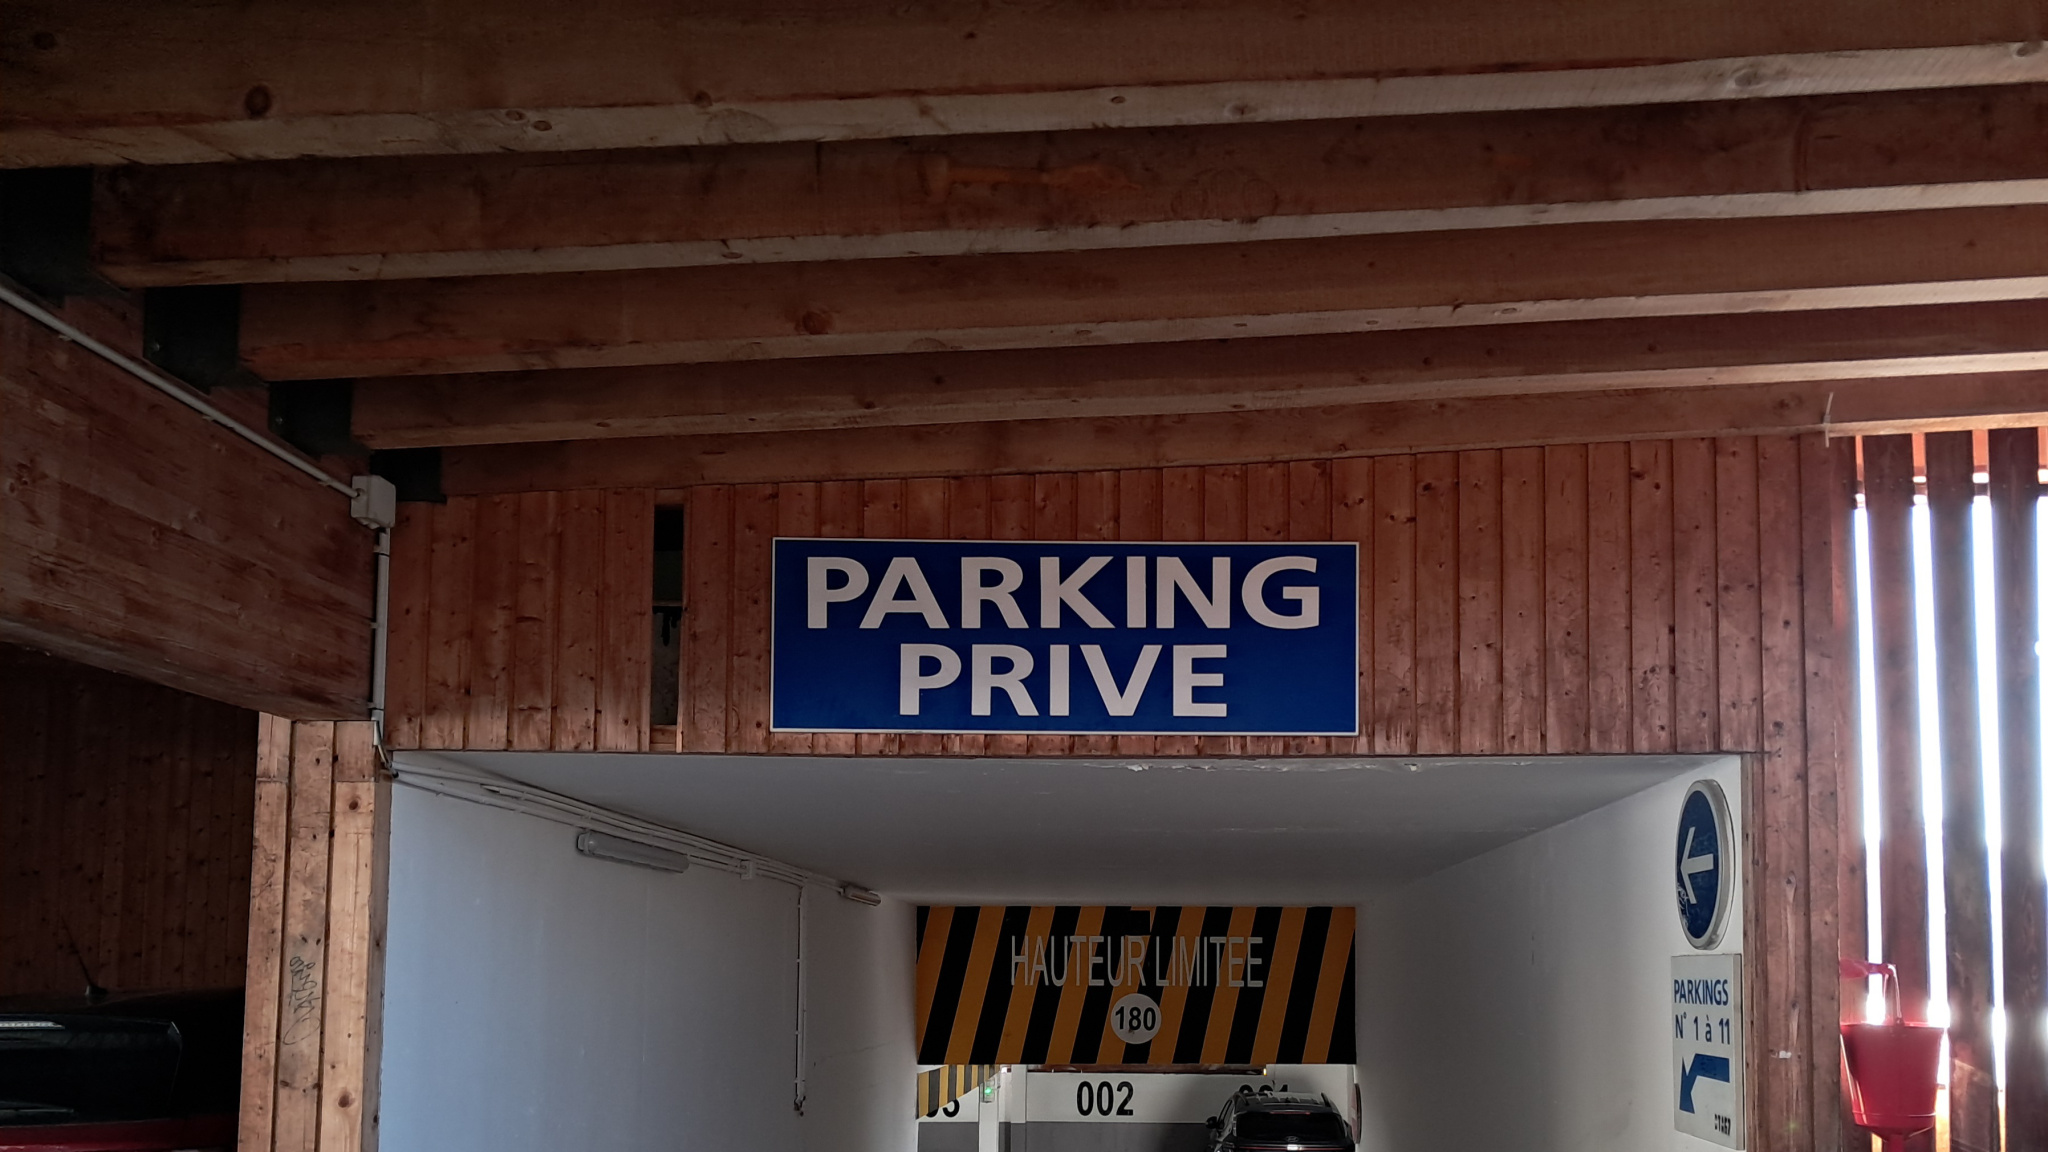 PARKING
PRIVE
HAUTEUR LIMITEE
180
PARKINGS
N° 1 à 11
002